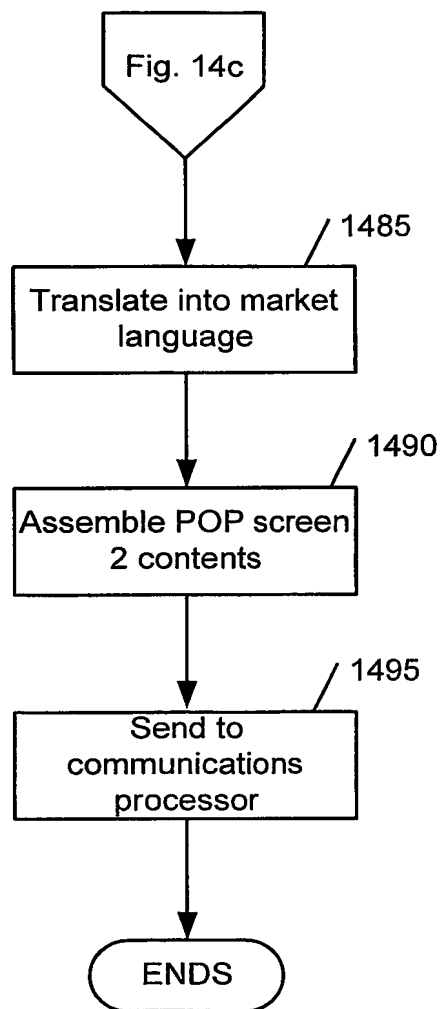 Fig. 14c
1485
Translate into market
language
1490
Assemble POP screen
2 contents
1495
Send to
communications
processor
ENDS